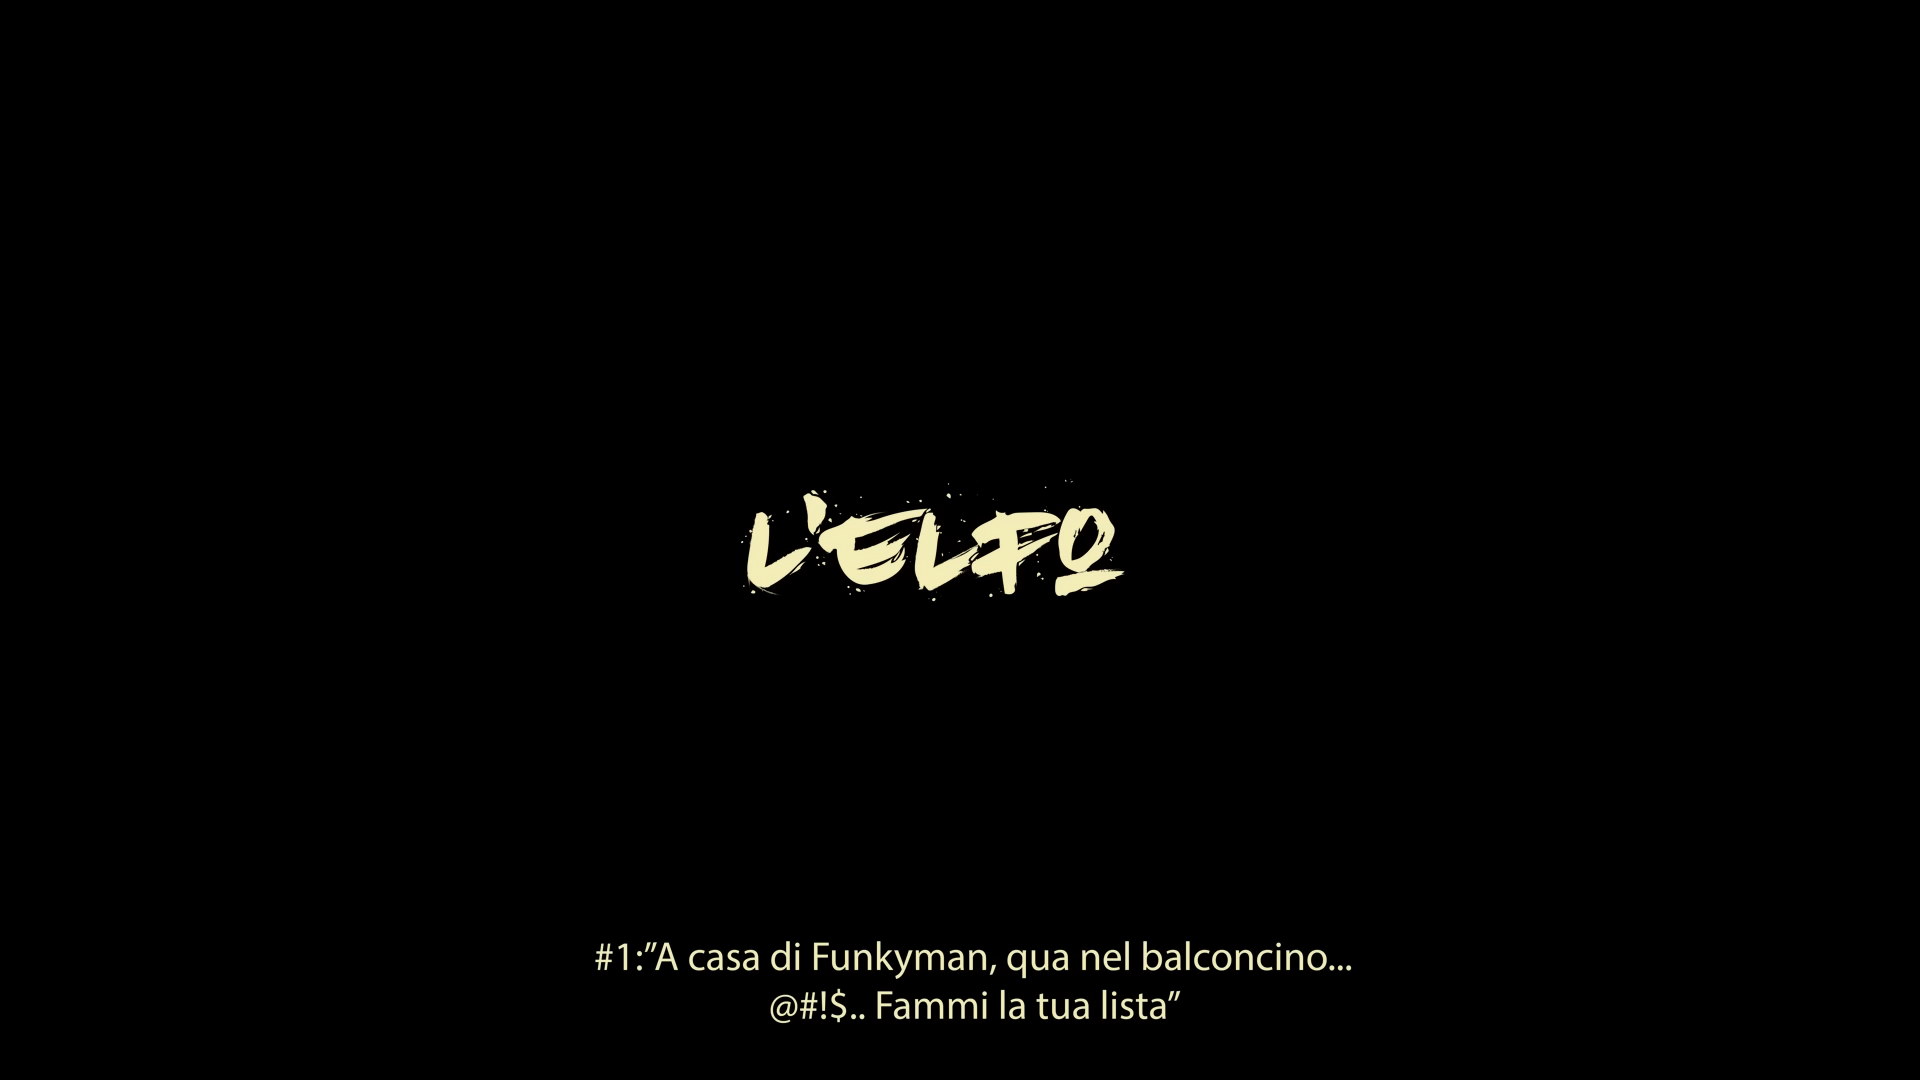 L'ELFO
#1:”A casa di Funkyman, qua nel balconcino...
@#!$.. Fammi la tua lista”